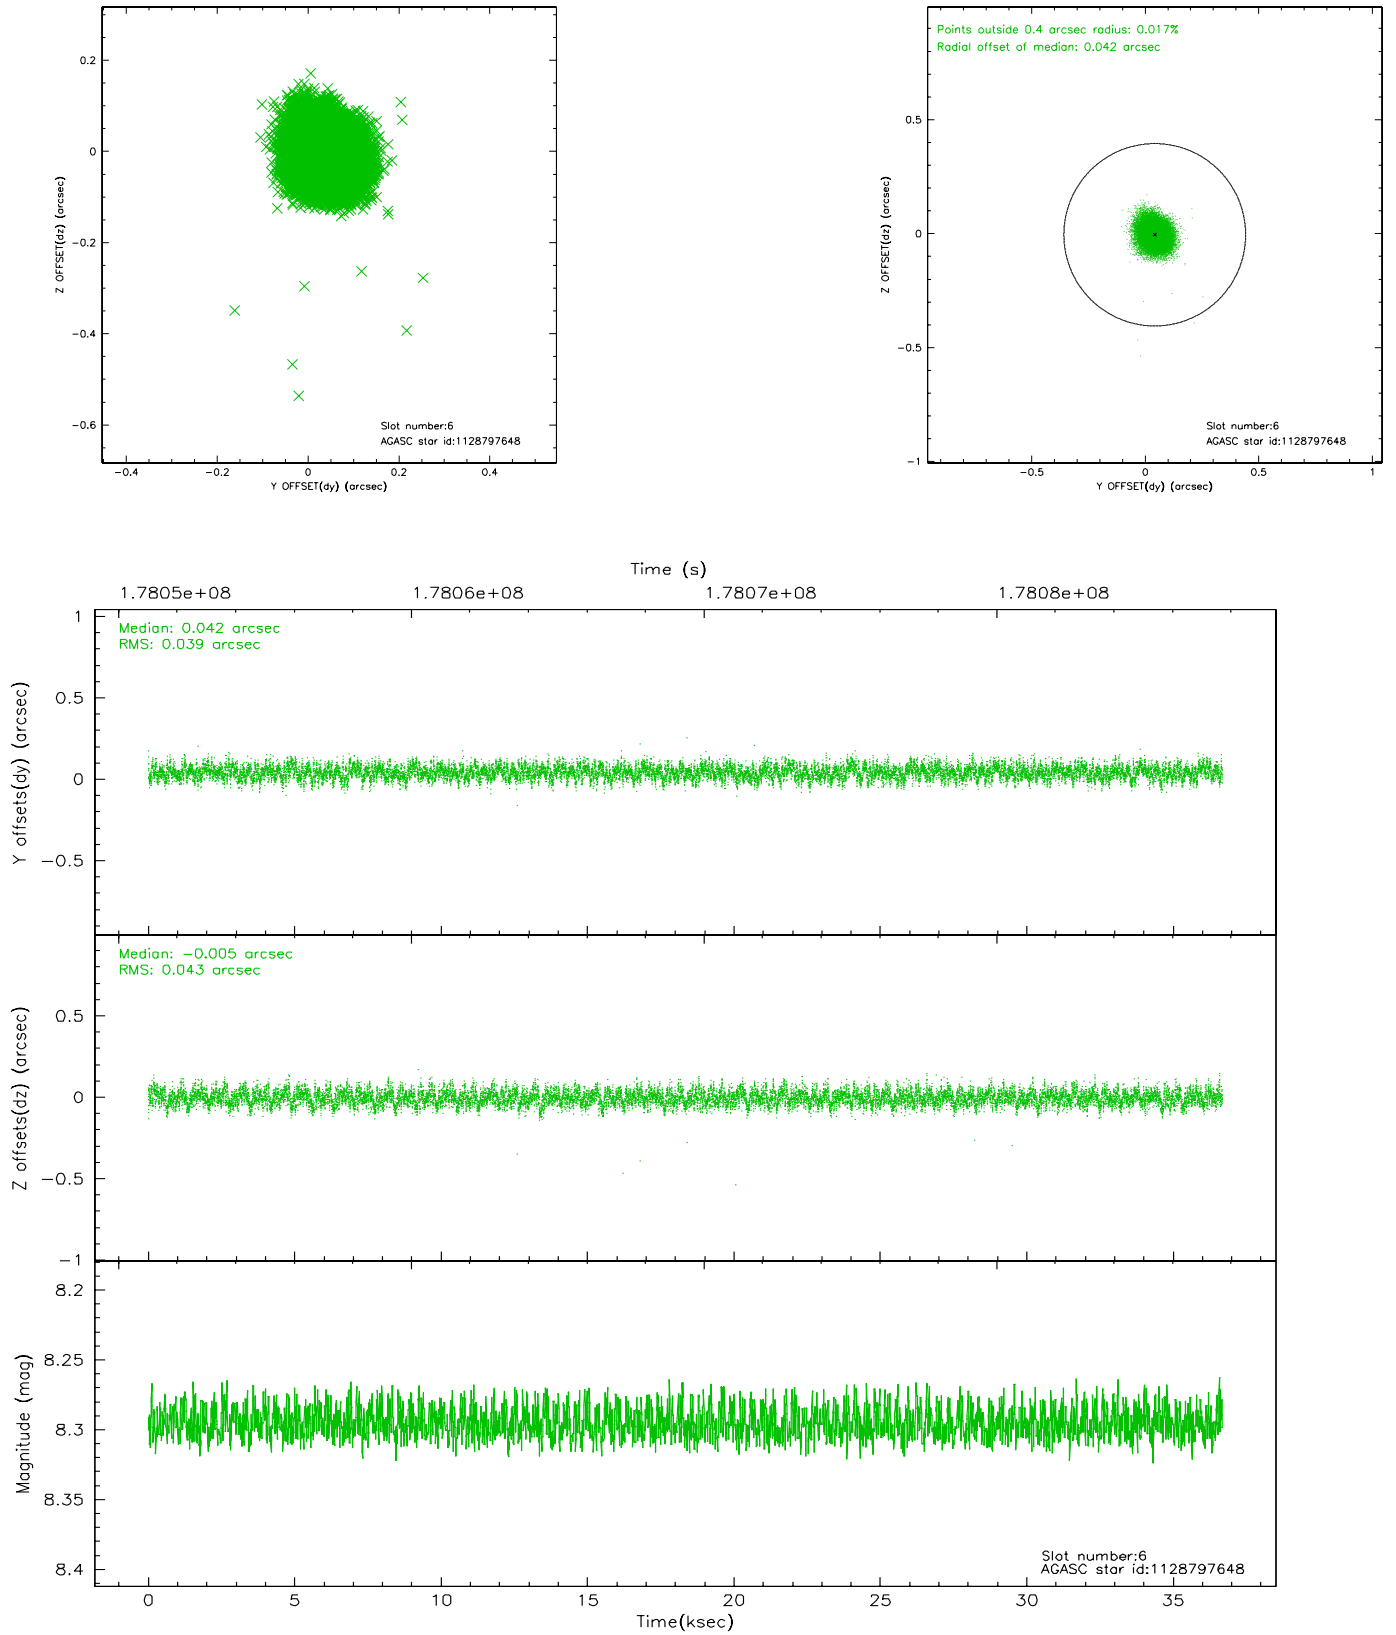 0.2
0
−0.2
−0.4
−0.6
Z OFFSET(dz) (arcsec)
Slot number:6
AGASC star id:1128797648
−0.4 −0.2 0 0.2 0.4
Y OFFSET(dy) (arcsec)
Points outside 0.4 arcsec radius: 0.017%
Radial offset of median: 0.042 arcsec
0.5
0
−0.5
−1
Z OFFSET(dz) (arcsec)
Slot number:6
AGASC star id:1128797648
−0.5 0 0.5 1
Y OFFSET(dy) (arcsec)
Time (s)
1.7805e+08 1.7806e+08 1.7807e+08 1.7808e+08
Median: 0.042 arcsec
RMS: 0.039 arcsec
1
0.5
0
−0.5
Y offsets(dy) (arcsec)
Median: −0.005 arcsec
RMS: 0.043 arcsec
0.5
0
−0.5
−1
Z offsets(dz) (arcsec)
8.2
8.25
8.3
8.35
8.4
Magnitude (mag)
Slot number:6
AGASC star id:1128797648
0 5 10 15 20 25 30 35
Time(ksec)